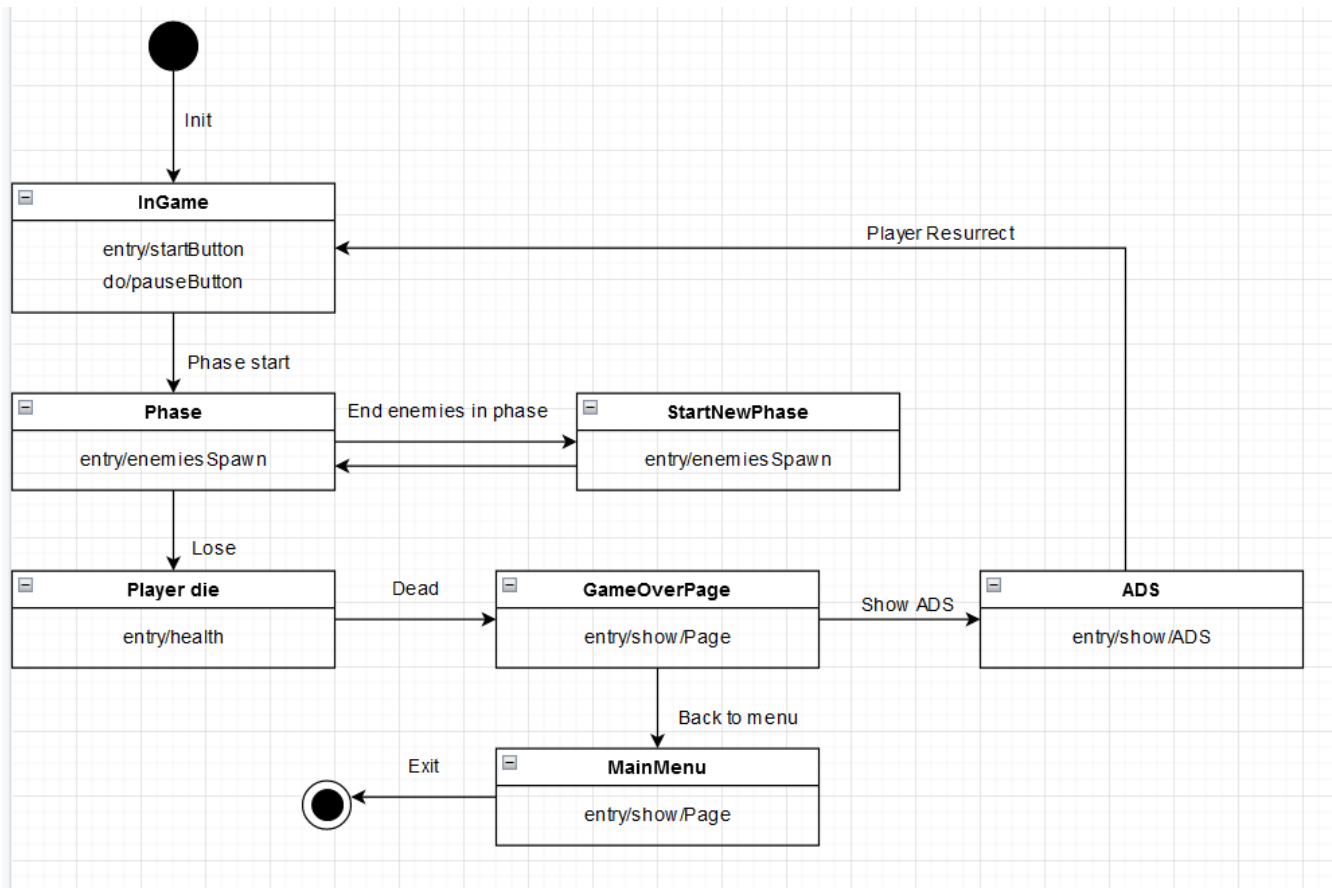 Init
InGame
entry/startButton
do/pauseButton
Player Resurrect
Phase start
Phase
entry/enemiesSpawn
End enemies in phase
StartNewPhase
entry/enemiesSpawn
Lose
Player die
entry/health
Dead
GameOverPage
entry/show/Page
Show ADS
ADS
entry/show/ADS
Back to menu
MainMenu
entry/show/Page
Exit